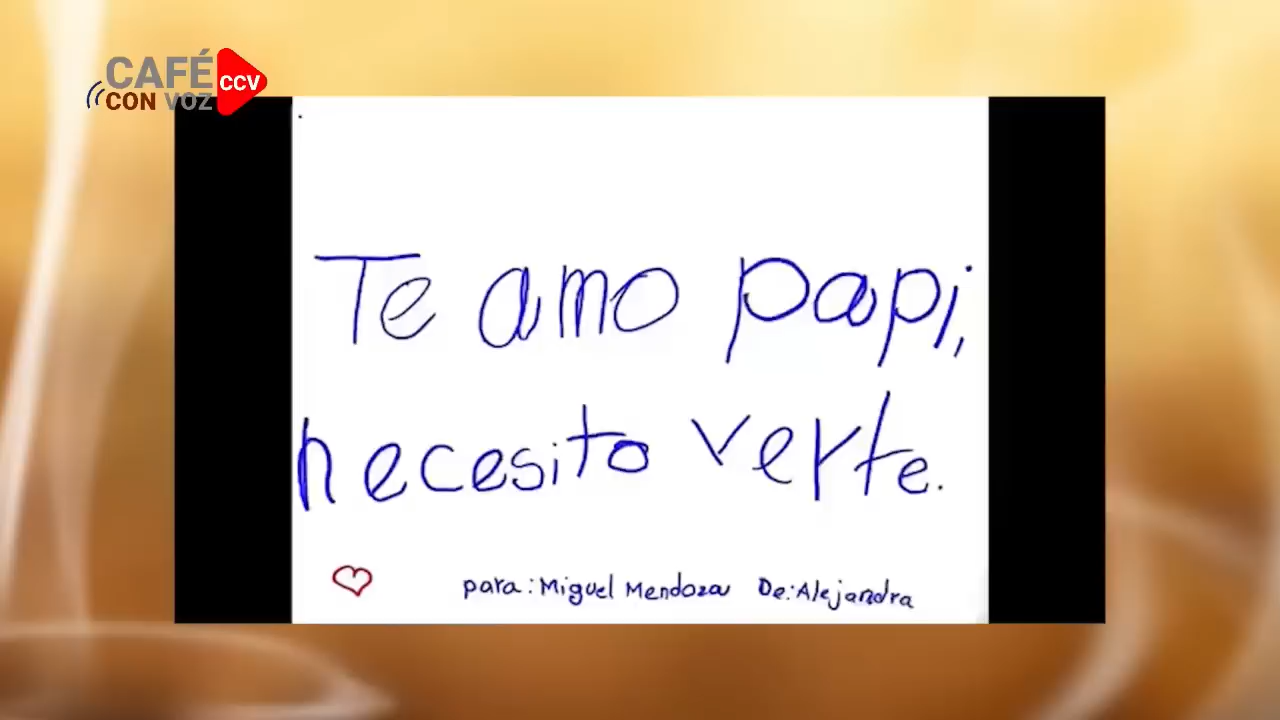 CAFÉ
CON VOZ
CCV
Te amo papi,
necesito verte.
para: Miguel Mendoza De: Alejandra